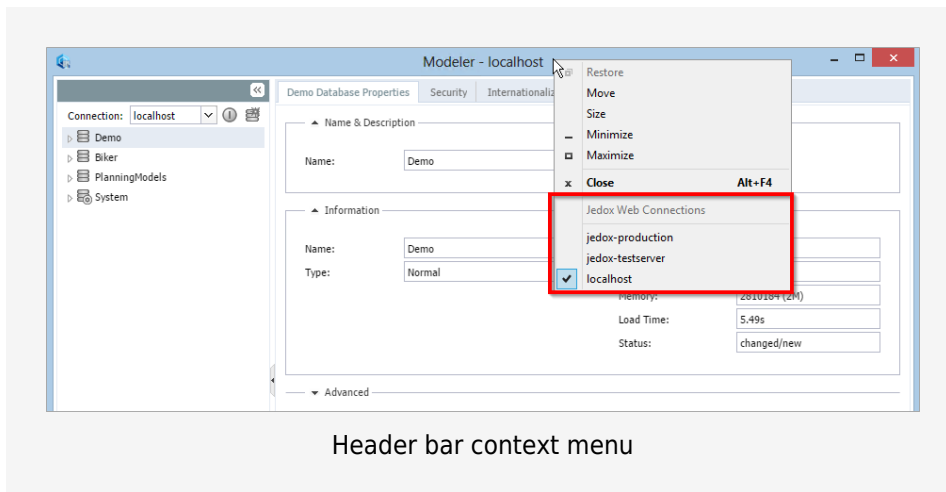 Modeler - localhost
Connection: localhost
Demo
Biker
PlanningModels
System
Demo Database Properties Security
Name & Description
Name: Demo
Information
Name: Demo
Type: Normal
Memory: 2810184 (2M)
Load Time: 5.49s
Status: changed/new
Advanced
Restore
Move
Size
Minimize
Maximize
x Close Alt+F4
Jedox Web Connections
jedox-production
jedox-testserver
localhost
Header bar context menu